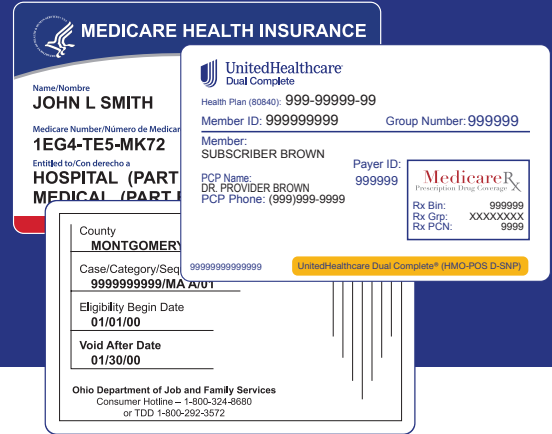 MEDICARE HEALTH INSURANCE
Name/Nombre
JOHN L SMITH
Medicare Number/Número de Medicar
1EG4-TE5-MK72
Entitled to/Con derecho a
HOSPITAL (PART
MEDICAL (PART
UnitedHealthcare
Dual Complete
Health Plan (80840): 999-99999-99
Member ID: 999999999 Group Number: 999999
Member:
SUBSCRIBER BROWN
Payer ID:
999999
PCP Name:
DR. PROVIDER BROWN
PCP Phone: (999)999-9999
MedicareRx
Prescription Drug Coverage
Rx Bin: 999999
Rx Grp: XXXXXXXX
Rx PCN: 9999
99999999999999 UnitedHealthcare Dual Complete® (HMO-POS D-SNP)
County
MONTGOMERY
Case/Category/Seq
9999999999/MA A/01
Eligibility Begin Date
01/01/00
Void After Date
01/30/00
Ohio Department of Job and Family Services
Consumer Hotline – 1-800-324-8680
or TDD 1-800-292-3572